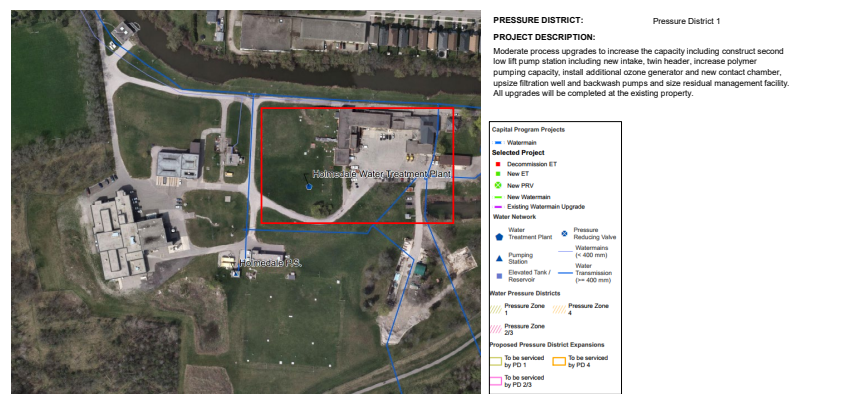 PRESSURE DISTRICT: Pressure District 1
PROJECT DESCRIPTION:
Moderate process upgrades to increase the capacity including construct second
low lift pump station including new intake, twin header, increase polymer
pumping capacity, install additional ozone generator and new contact chamber,
upsize filtration well and backwash pumps and size residual management facility.
All upgrades will be completed at the existing property.
Holmedale Water Treatment Plant
Holmedale P.S.
Capital Program Projects
Watermain
Selected Project
Decommission ET
New ET
New PRV
New Watermain
Existing Watermain Upgrade
Water Network
Water
Treatment Plant
Pressure
Reducing Valve
Pumping
Station
Watermains
(< 400 mm)
Elevated Tank /
Reservoir
Water
Transmission
(>= 400 mm)
Water Pressure Districts
Pressure Zone
1
Pressure Zone
4
Pressure Zone
2/3
Proposed Pressure District Expansions
To be serviced
by PD 1
To be serviced
by PD 4
To be serviced
by PD 2/3